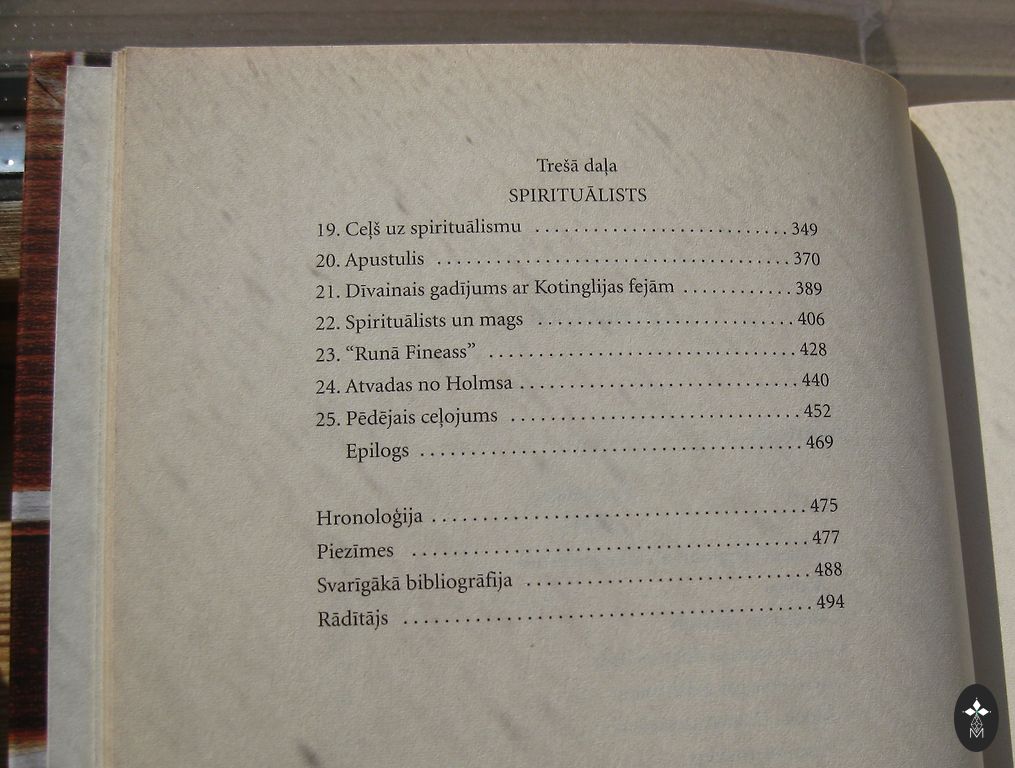 Trešā daļa
SPIRITUĀLISTS
19. Ceļš uz spirituālismu ........................... 349
20. Apustulis .................................... 370
21. Dīvainais gadījums ar Kotinglijas fejām ............ 389
22. Spirituālists un mags .......................... 406
23. “Runā Fineass” ............................... 428
24. Atvadas no Holmsa ............................ 440
25. Pēdējais ceļojums ............................. 452
Epilogs ...................................... 469
Hronoloģija ..................................... 475
Piezīmes ....................................... 477
Svarīgākā bibliogrāfija ............................ 488
Rādītājs ........................................ 494
M